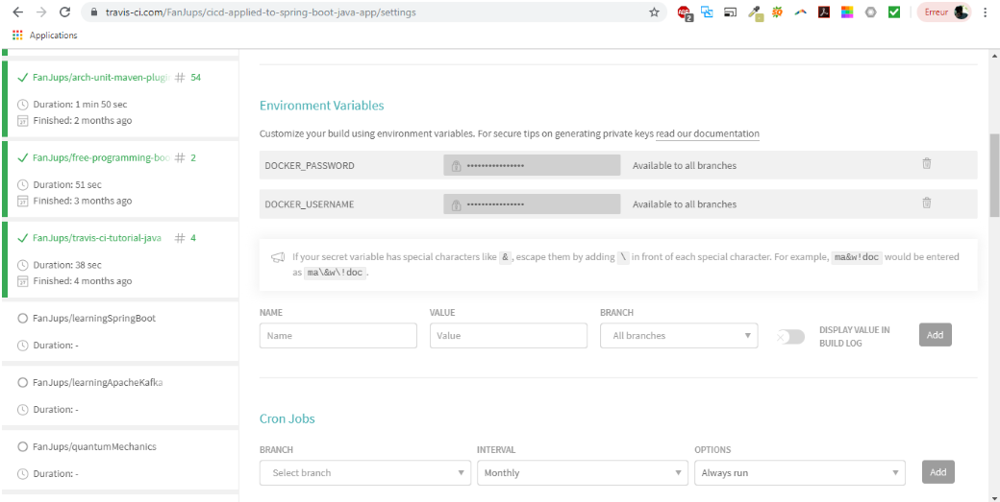 travis-ci.com/FanJups/cicd-applied-to-spring-boot-java-app/settings
ABP
2
Erreur
Applications
FanJups/arch-unit-maven-plugi
# 54
Duration: 1 min 50 sec
Finished: 2 months ago
FanJups/free-programming-boo
# 2
Duration: 51 sec
Finished: 3 months ago
FanJups/travis-ci-tutorial-java
# 4
Duration: 38 sec
Finished: 4 months ago
FanJups/learningSpringBoot
Duration: -
FanJups/learningApacheKafka
Duration: -
FanJups/quantumMechanics
Duration: -
Environment Variables
Customize your build using environment variables. For secure tips on generating private keys read our documentation
DOCKER_PASSWORD •••••••••••••••• Available to all branches
DOCKER_USERNAME •••••••••••••••• Available to all branches
If your secret variable has special characters like & , escape them by adding \ in front of each special character. For example, ma&w!doc would be entered
as ma\&w\!doc .
NAME VALUE BRANCH
Name Value All branches
DISPLAY VALUE IN
BUILD LOG
Add
Cron Jobs
BRANCH INTERVAL OPTIONS
Select branch Monthly Always run Add